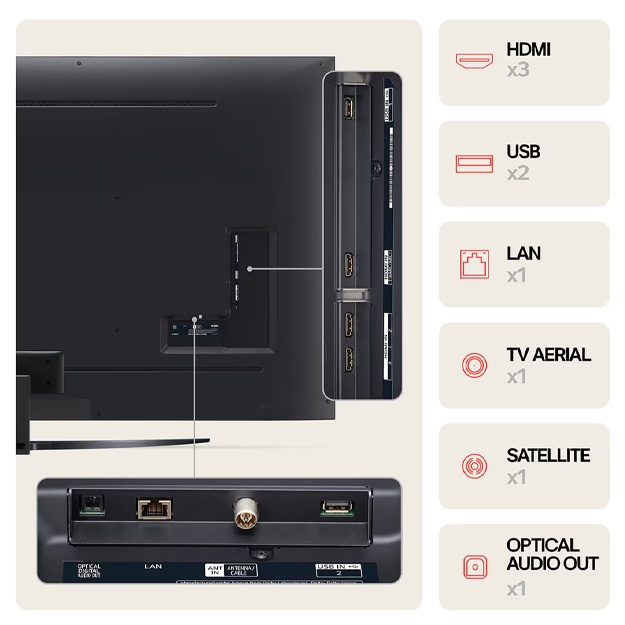 HDMI
x3
USB
x2
LAN
x1
TV AERIAL
x1
SATELLITE
x1
OPTICAL
AUDIO OUT
x1
OPTICAL
DIGITAL
AUDIO OUT
LAN
ANT
IN
ANTENNA/
CABLE
USB IN
2